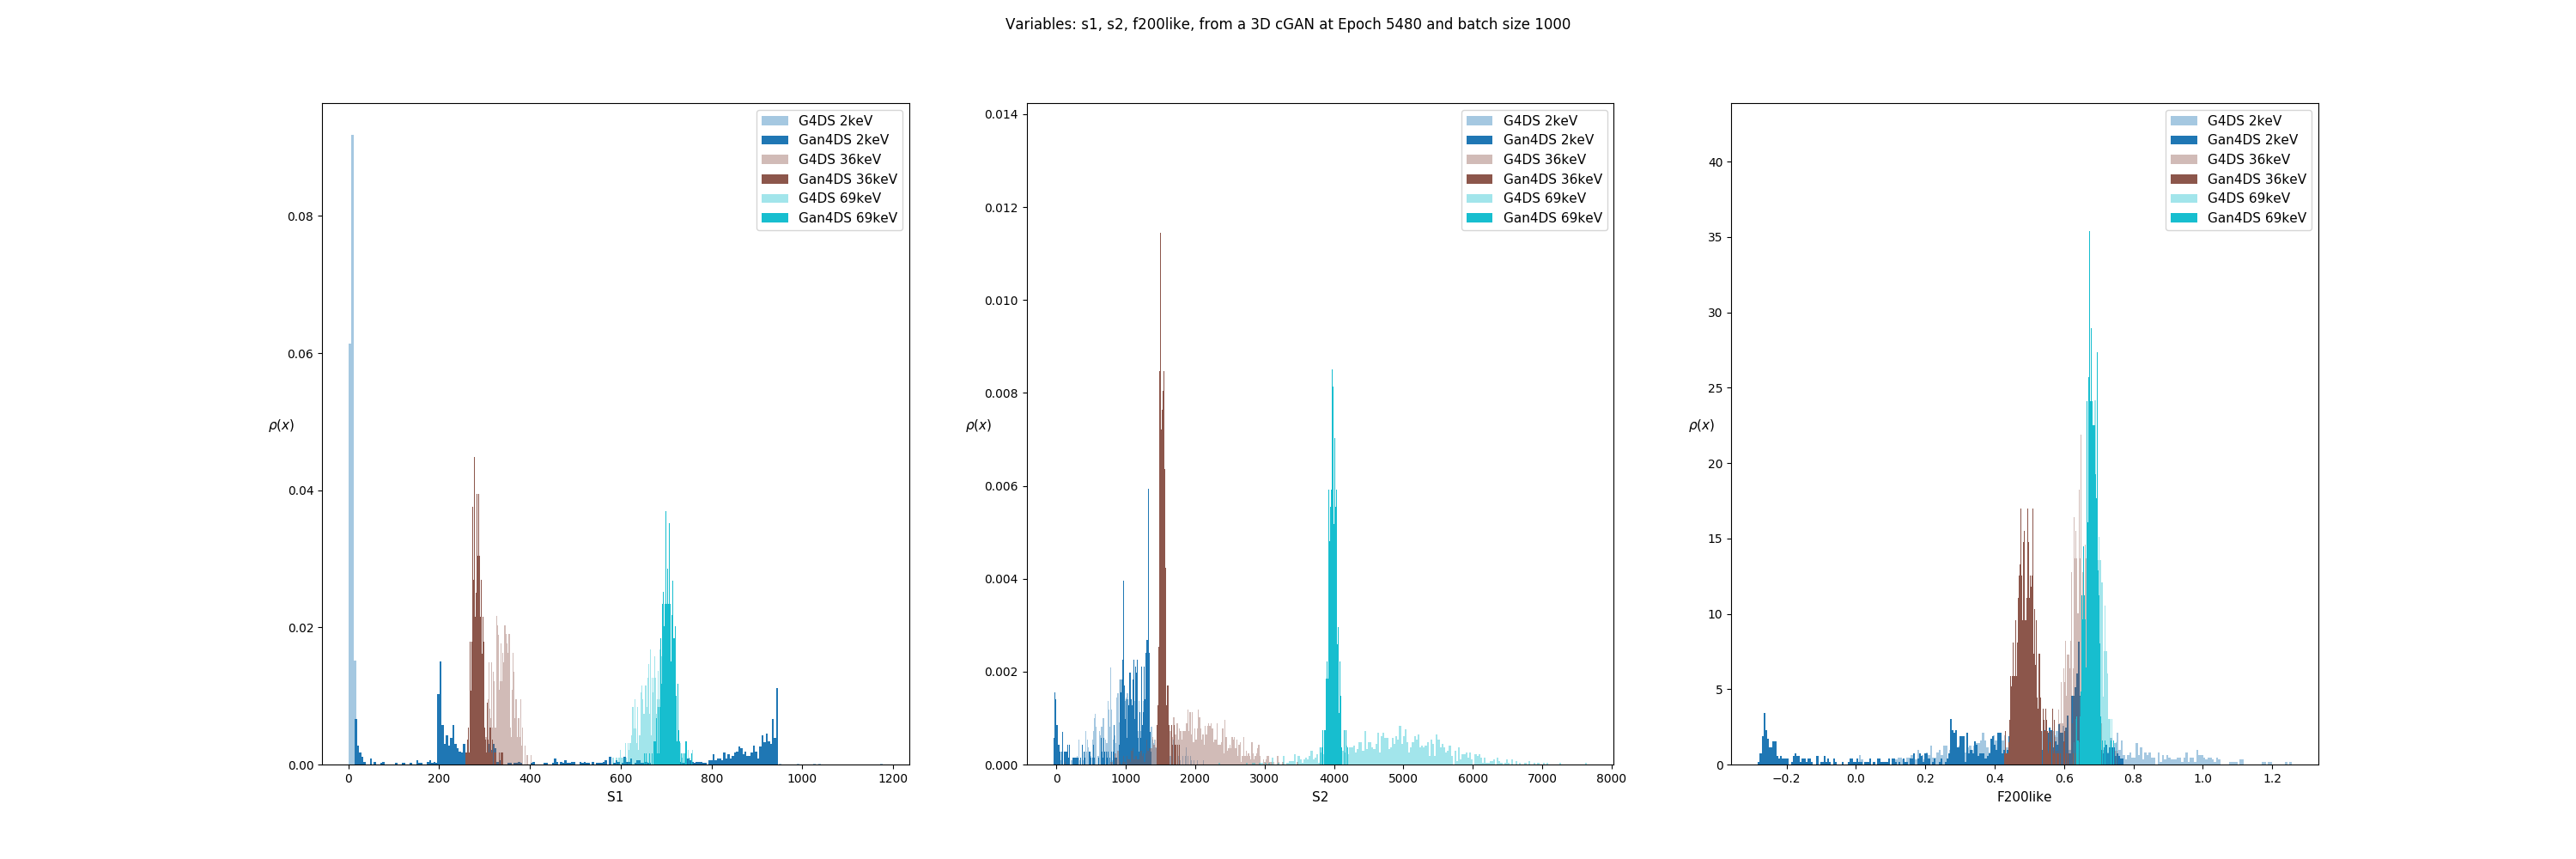 Variables: s1, s2, f200like, from a 3D cGAN at Epoch 5480 and batch size 1000
G4DS 2keV
Gan4DS 2keV
G4DS 36keV
Gan4DS 36keV
G4DS 69keV
Gan4DS 69keV
0.08
0.06
0.04
0.02
0.00
ρ(x)
0 200 400 600 800 1000 1200
S1
G4DS 2keV
Gan4DS 2keV
G4DS 36keV
Gan4DS 36keV
G4DS 69keV
Gan4DS 69keV
0.014
0.012
0.010
0.008
0.006
0.004
0.002
0.000
ρ(x)
0 1000 2000 3000 4000 5000 6000 7000 8000
S2
G4DS 2keV
Gan4DS 2keV
G4DS 36keV
Gan4DS 36keV
G4DS 69keV
Gan4DS 69keV
40
35
30
25
20
15
10
5
0
ρ(x)
−0.2 0.0 0.2 0.4 0.6 0.8 1.0 1.2
F200like